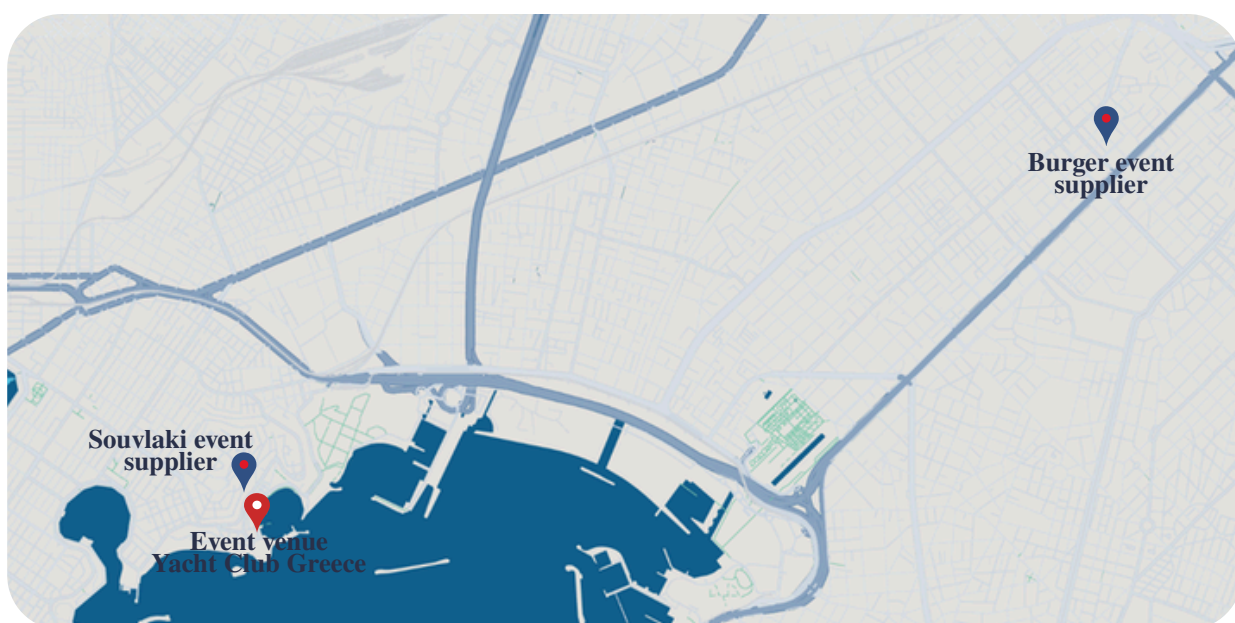 Burger event
supplier
Souvlaki event
supplier
Event venue
Yacht Club Greece